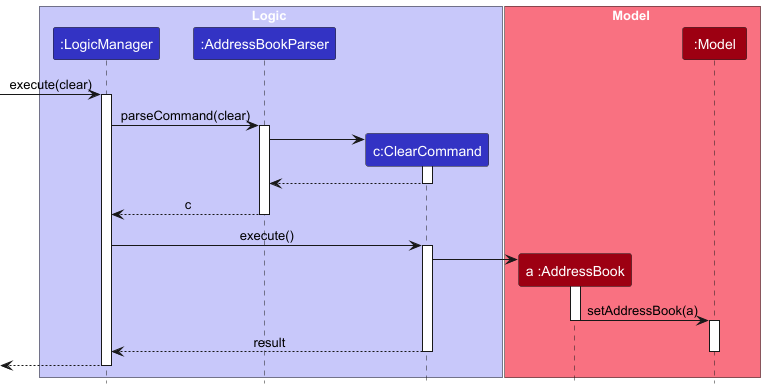 Logic
Model
:LogicManager
:AddressBookParser
:Model
execute(clear)
parseCommand(clear)
c:ClearCommand
c
execute()
a :AddressBook
setAddressBook(a)
result